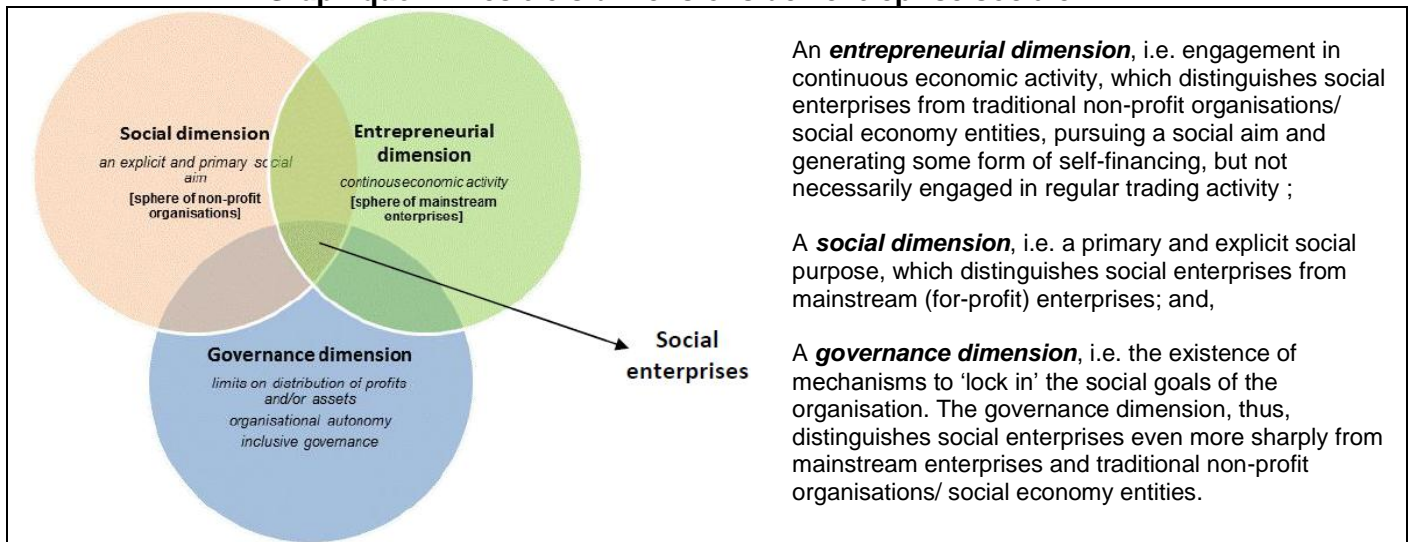 Social dimension
an explicit and primary social
aim
[sphere of non-profit
organisations]
Entrepreneurial
dimension
continous economic activity
[sphere of mainstream
enterprises]
Governance dimension
limits on distribution of profits
and/or assets
organisational autonomy
inclusive governance
Social
enterprises
An entrepreneurial dimension, i.e. engagement in
continuous economic activity, which distinguishes social
enterprises from traditional non-profit organisations/
social economy entities, pursuing a social aim and
generating some form of self-financing, but not
necessarily engaged in regular trading activity ;
A social dimension, i.e. a primary and explicit social
purpose, which distinguishes social enterprises from
mainstream (for-profit) enterprises; and,
A governance dimension, i.e. the existence of
mechanisms to ‘lock in’ the social goals of the
organisation. The governance dimension, thus,
distinguishes social enterprises even more sharply from
mainstream enterprises and traditional non-profit
organisations/ social economy entities.